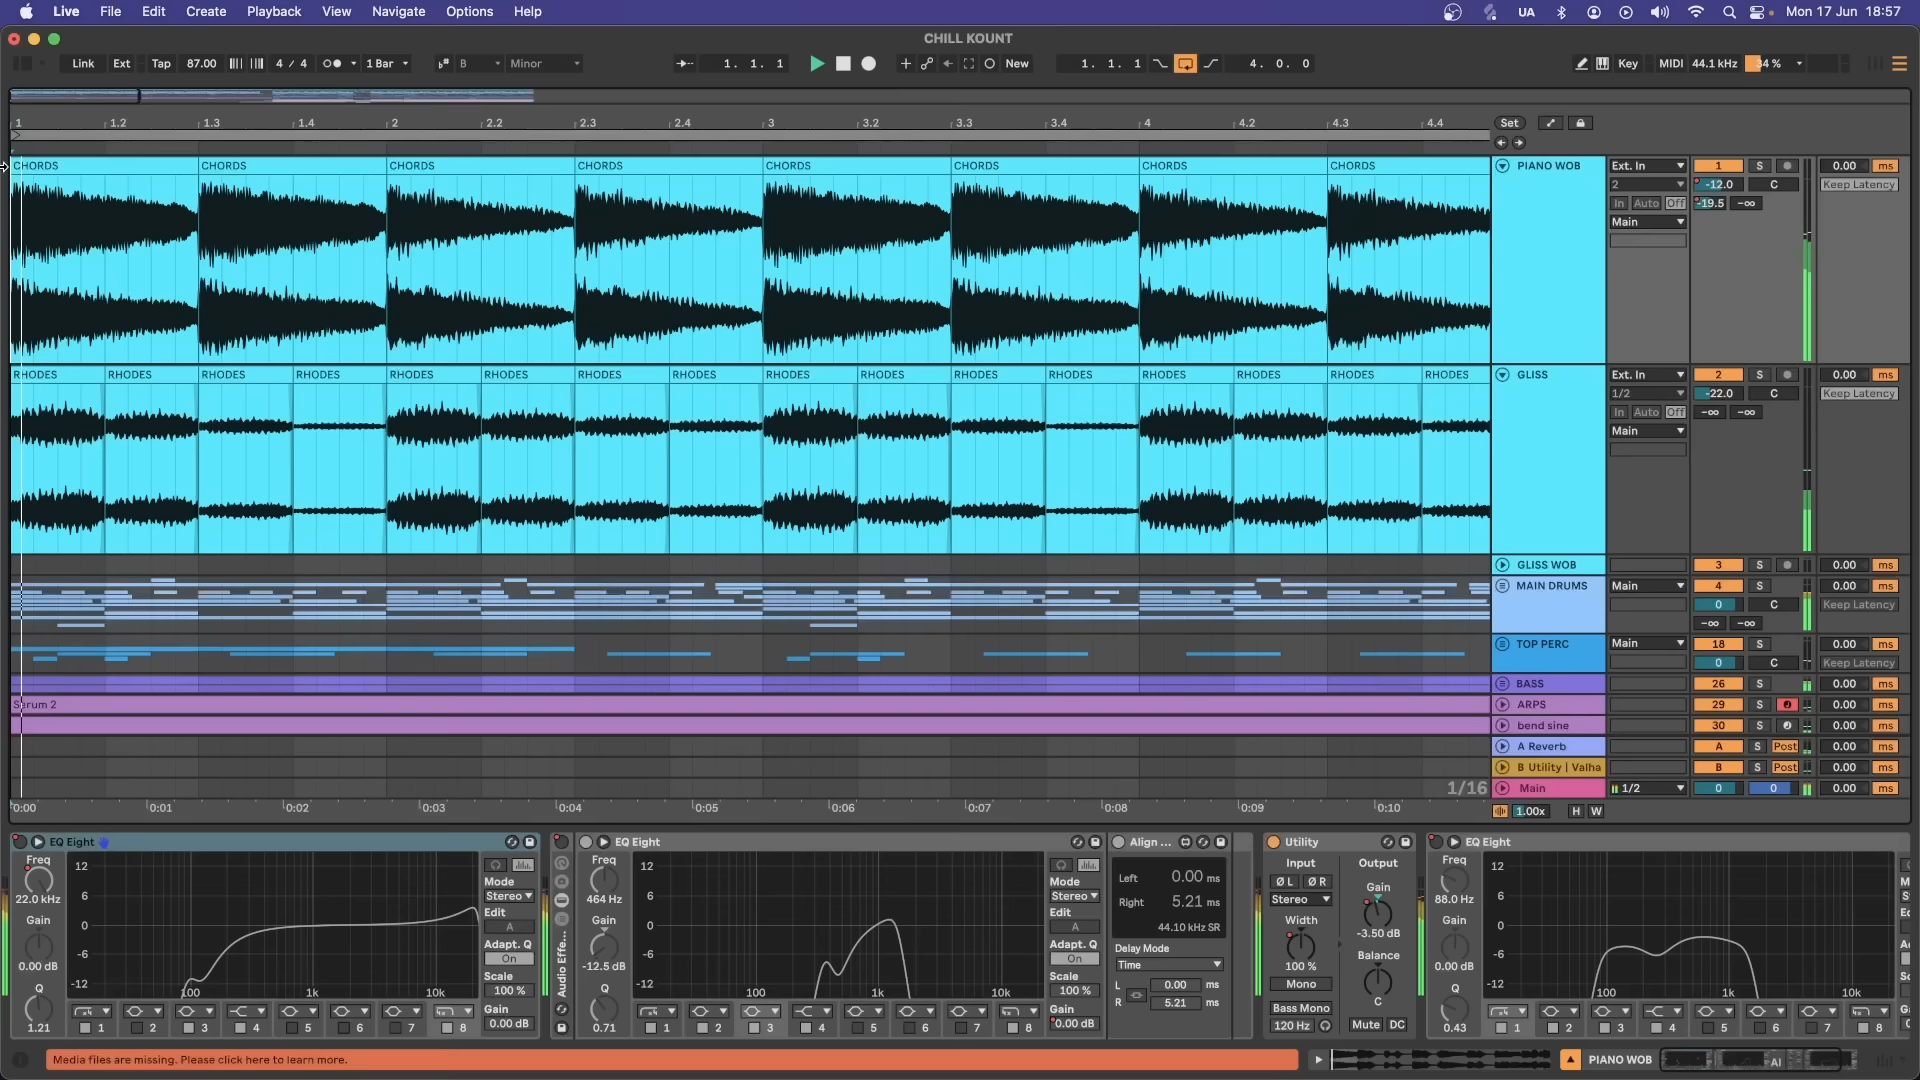 Live File Edit Create Playback View Navigate Options Help UA Mon 17 Jun 18:57
CHILL KOUNT
Link Ext Tap 87.00 4 / 4 1 Bar B Minor 1. 1. 1 New 1. 1. 1 4. 0. 0 Key MIDI 44.1 kHz 34 %
1 1.2 1.3 1.4 2 2.2 2.3 2.4 3 3.2 3.3 3.4 4 4.2 4.3 4.4 Set
CHORDS CHORDS CHORDS CHORDS CHORDS CHORDS CHORDS CHORDS PIANO WOB Ext. In 1 S 0.00 ms
2 -12.0 C Keep Latency
In Auto Off -19.5 -∞
Main
RHODES RHODES RHODES RHODES RHODES RHODES RHODES RHODES RHODES RHODES RHODES RHODES RHODES RHODES RHODES RHODES GLISS Ext. In 2 S 0.00 ms
1/2 -22.0 C Keep Latency
In Auto Off -∞ -∞
Main
GLISS WOB 3 S 0.00 ms
MAIN DRUMS Main 4 S 0.00 ms
0 C Keep Latency
-∞ -∞
TOP PERC Main 18 S 0.00 ms
0 C Keep Latency
BASS 26 S 0.00 ms
Serum 2 ARPS 29 S 0.00 ms
bend sine 30 S 0.00 ms
A Reverb A S Post 0.00 ms
B Utility | Valha B S Post 0.00 ms
1/16 Main 1/2 0 0 0.00 ms
0:00 0:01 0:02 0:03 0:04 0:05 0:06 0:07 0:08 0:09 0:10 1.00x H W
EQ Eight EQ Eight Align ... Utility EQ Eight
Freq 12 Mode Freq 12 Mode Left 0.00 ms Input Output Freq 12
22.0 kHz 6 Stereo 464 Hz 6 Stereo Right 5.21 ms Ø L Ø R Gain 88.0 Hz 6
Gain 0 Edit A Gain 0 Edit A 44.10 kHz SR Stereo -3.50 dB Gain 0
0.00 dB -6 Adapt. Q On -12.5 dB -6 Adapt. Q On Delay Mode Time Width 100 % Balance 0.00 dB -6
Q -12 100 1k 10k Scale 100 % Audio Effe... Q -12 100 1k 10k Scale 100 % L 0.00 ms Mono C Q -12 100 1k 10k
1.21 1 2 3 4 5 6 7 8 Gain 0.00 dB 0.71 1 2 3 4 5 6 7 8 Gain 0.00 dB R 5.21 ms Bass Mono 120 Hz Mute DC 0.43 1 2 3 4 5 6 7 8
Media files are missing. Please click here to learn more. PIANO WOB